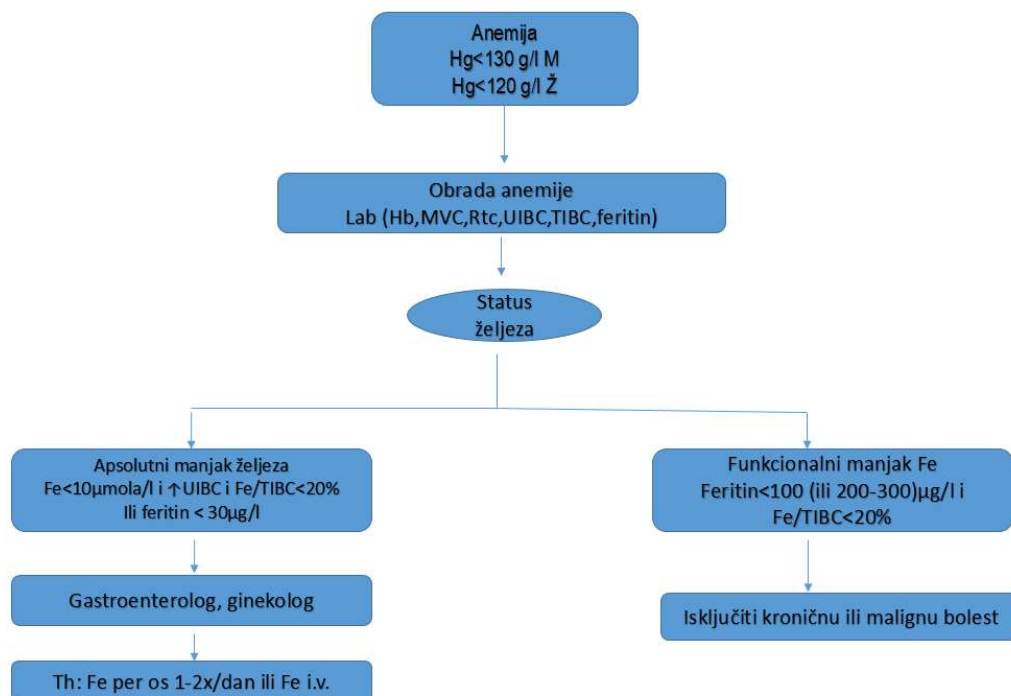 Anemija
Hg<130 g/l M
Hg<120 g/l Ž
Obrada anemije
Lab (Hb,MVC,Rtc,UIBC,TIBC,feritin)
Status
željeza
Apsolutni manjak željeza
Fe<10µmola/l i ↑UIBC i Fe/TIBC<20%
Ili feritin < 30µg/l
Funkcionalni manjak Fe
Feritin<100 (ili 200-300)µg/l i
Fe/TIBC<20%
Gastroenterolog, ginekolog
Isključiti kroničnu ili malignu bolest
Th: Fe per os 1-2x/dan ili Fe i.v.